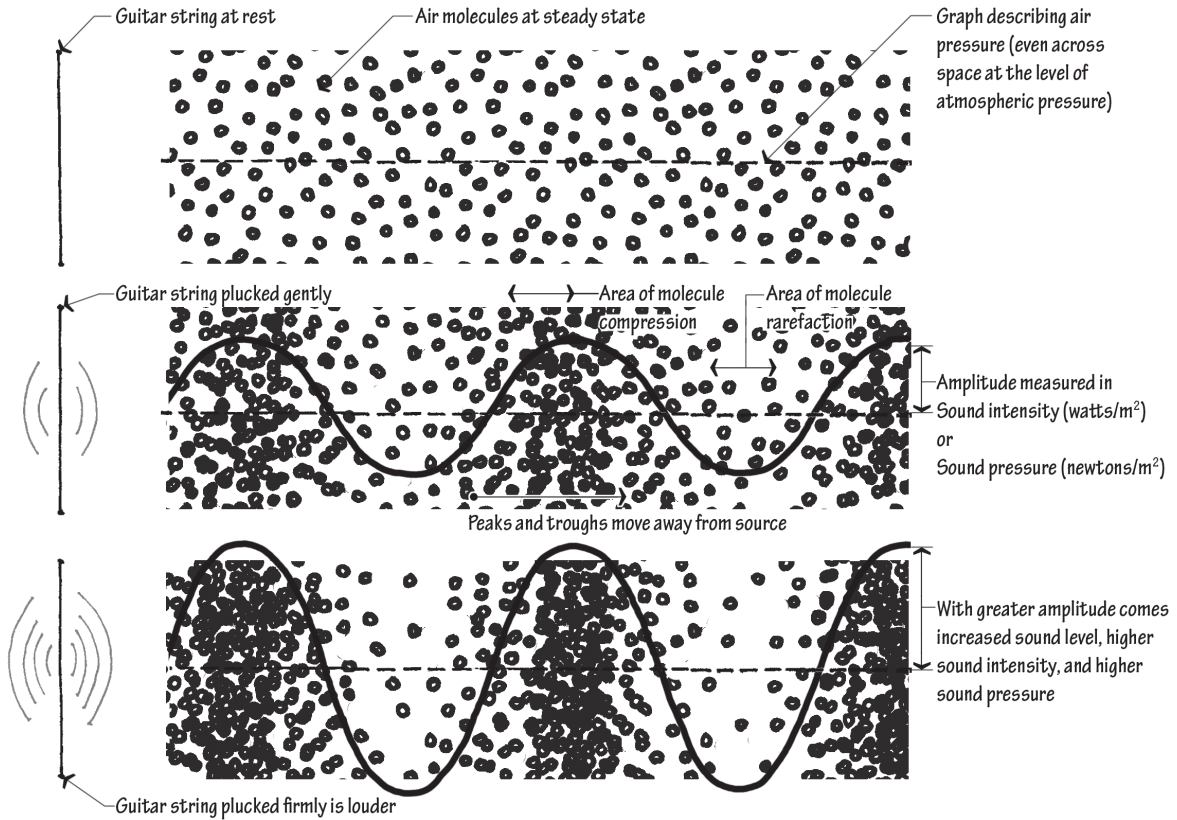 Guitar string at rest
Air molecules at steady state
Graph describing air
pressure (even across
space at the level of
atmospheric pressure)
Guitar string plucked gently
Area of molecule
compression
Area of molecule
rarefaction
Amplitude measured in
Sound intensity (watts/m²)
or
Sound pressure (newtons/m²)
Peaks and troughs move away from source
With greater amplitude comes
increased sound level, higher
sound intensity, and higher
sound pressure
Guitar string plucked firmly is louder